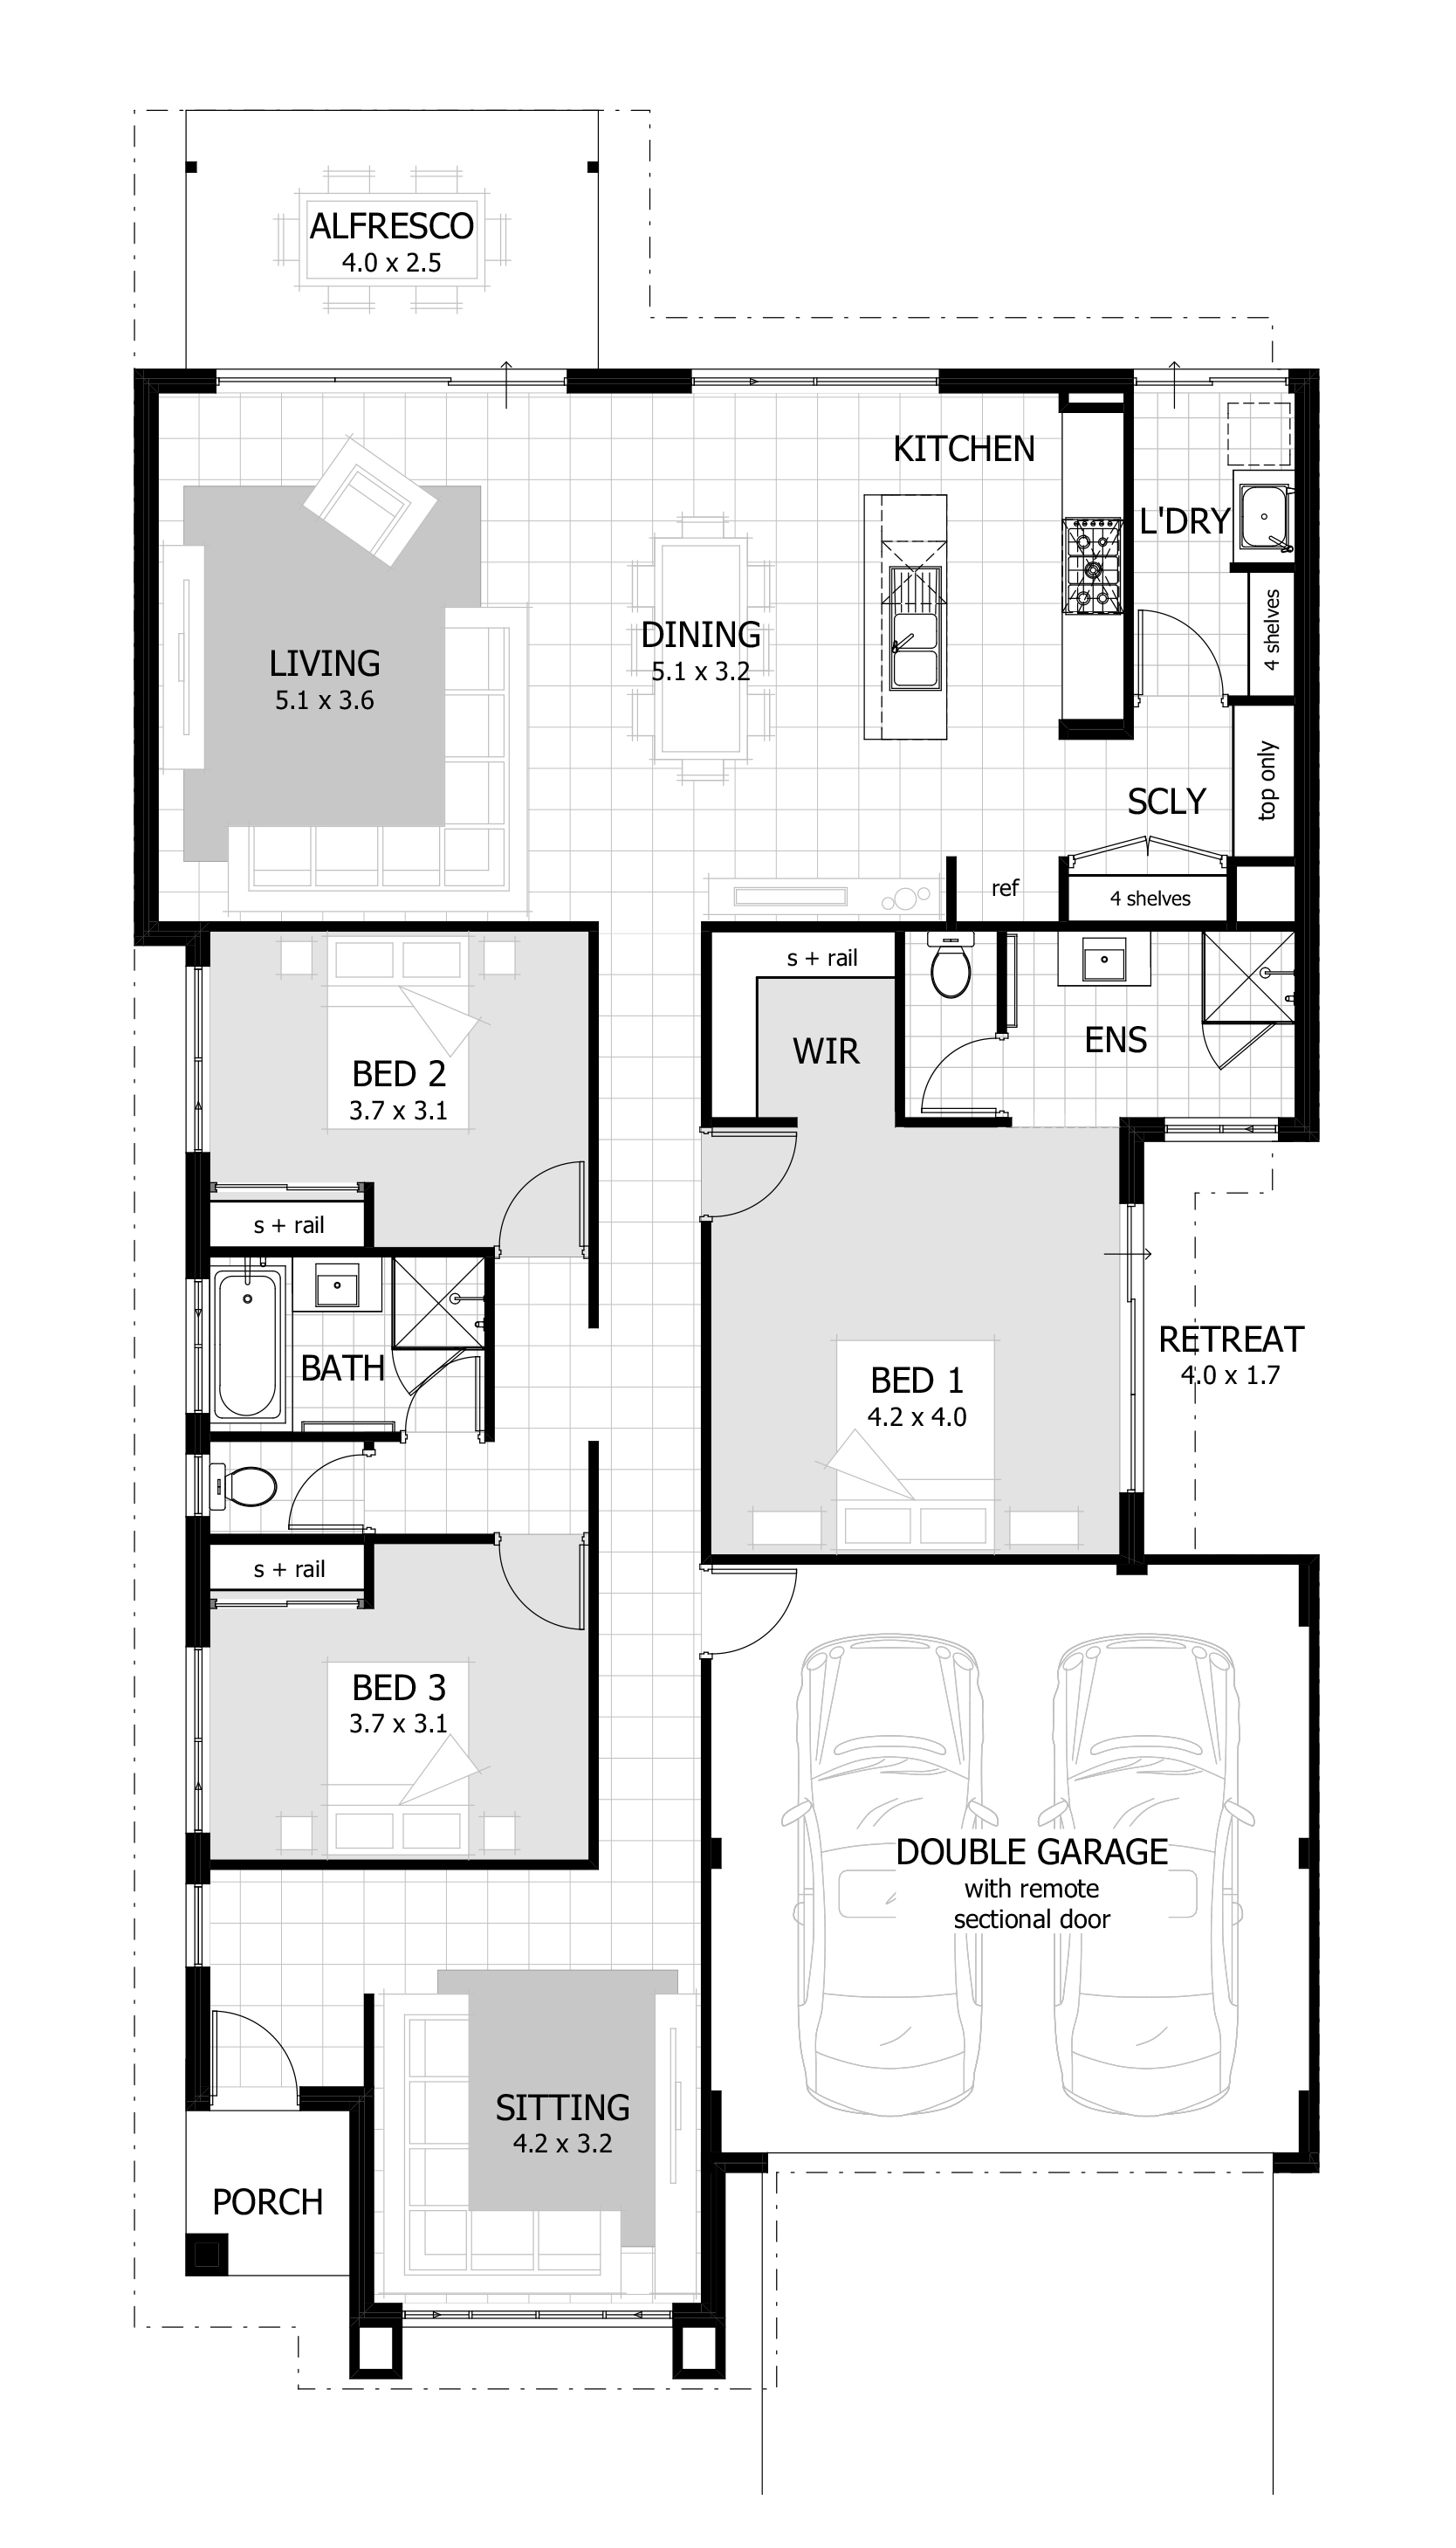 ALFRESCO
4.0 x 2.5
KITCHEN
L'DRY
4 shelves
DINING
5.1 x 3.2
LIVING
5.1 x 3.6
SCLY
top only
ref
4 shelves
s + rail
WIR
ENS
BED 2
3.7 x 3.1
s + rail
BATH
RETREAT
4.0 x 1.7
BED 1
4.2 x 4.0
s + rail
BED 3
3.7 x 3.1
DOUBLE GARAGE
with remote
sectional door
SITTING
4.2 x 3.2
PORCH